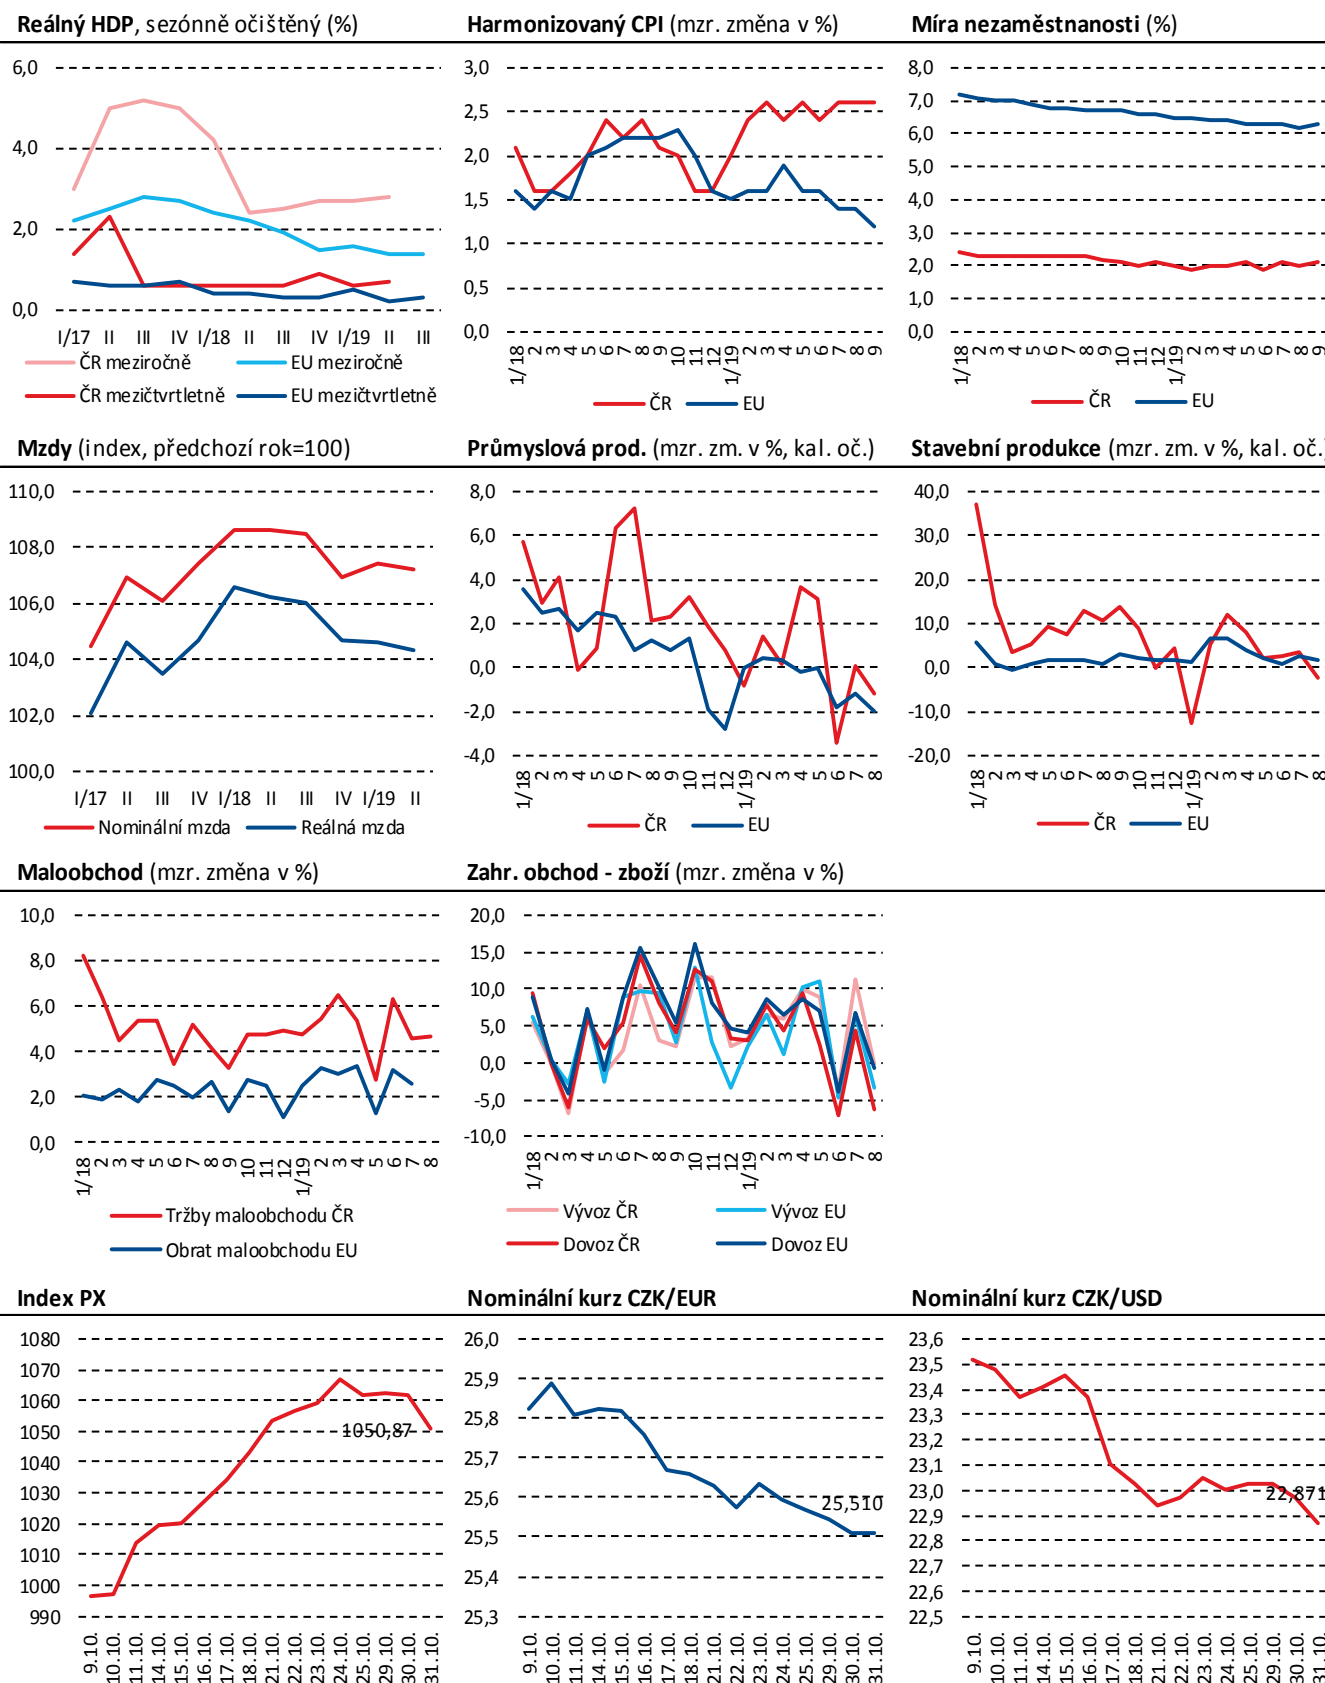 Reálný HDP, sezónně očištěný (%)
6,0
4,0
2,0
0,0
I/17 II III IV I/18 II III IV I/19 II III
ČR meziročně EU meziročně
ČR mezičtvrtletně EU mezičtvrtletně
Harmonizovaný CPI (mzr. změna v %)
3,0
2,5
2,0
1,5
1,0
0,5
0,0
1/18 2 3 4 5 6 7 8 9 10 11 12 1/19 2 3 4 5 6 7 8 9
ČR EU
Míra nezaměstnanosti (%)
8,0
7,0
6,0
5,0
4,0
3,0
2,0
1,0
0,0
1/18 2 3 4 5 6 7 8 9 10 11 12 1/19 2 3 4 5 6 7 8 9
ČR EU
Mzdy (index, předchozí rok=100)
110,0
108,0
106,0
104,0
102,0
100,0
I/17 II III IV I/18 II III IV I/19 II
Nominální mzda Reálná mzda
Průmyslová prod. (mzr. zm. v %, kal. oč.)
8,0
6,0
4,0
2,0
0,0
-2,0
-4,0
1/18 2 3 4 5 6 7 8 9 10 11 12 1/19 2 3 4 5 6 7 8
ČR EU
Stavební produkce (mzr. zm. v %, kal. oč.)
40,0
30,0
20,0
10,0
0,0
-10,0
-20,0
1/18 2 3 4 5 6 7 8 9 10 11 12 1/19 2 3 4 5 6 7 8
ČR EU
Maloobchod (mzr. změna v %)
10,0
8,0
6,0
4,0
2,0
0,0
1/18 2 3 4 5 6 7 8 9 10 11 12 1/19 2 3 4 5 6 7 8
Tržby maloobchodu ČR
Obrat maloobchodu EU
Zahr. obchod - zboží (mzr. změna v %)
20,0
15,0
10,0
5,0
0,0
-5,0
-10,0
1/18 2 3 4 5 6 7 8 9 10 11 12 1/19 2 3 4 5 6 7 8
Vývoz ČR Vývoz EU
Dovoz ČR Dovoz EU
Index PX
1080
1070
1060
1050
1040
1030
1020
1010
1000
990
1050,87
9.10. 10.10. 11.10. 14.10. 15.10. 16.10. 17.10. 18.10. 21.10. 22.10. 23.10. 24.10. 25.10. 29.10. 30.10. 31.10.
Nominální kurz CZK/EUR
26,0
25,9
25,8
25,7
25,6
25,5
25,4
25,3
25,510
9.10. 10.10. 11.10. 14.10. 15.10. 16.10. 17.10. 18.10. 21.10. 22.10. 23.10. 24.10. 25.10. 29.10. 30.10. 31.10.
Nominální kurz CZK/USD
23,6
23,5
23,4
23,3
23,2
23,1
23,0
22,9
22,8
22,7
22,6
22,5
22,871
9.10. 10.10. 11.10. 14.10. 15.10. 16.10. 17.10. 18.10. 21.10. 22.10. 23.10. 24.10. 25.10. 29.10. 30.10. 31.10.